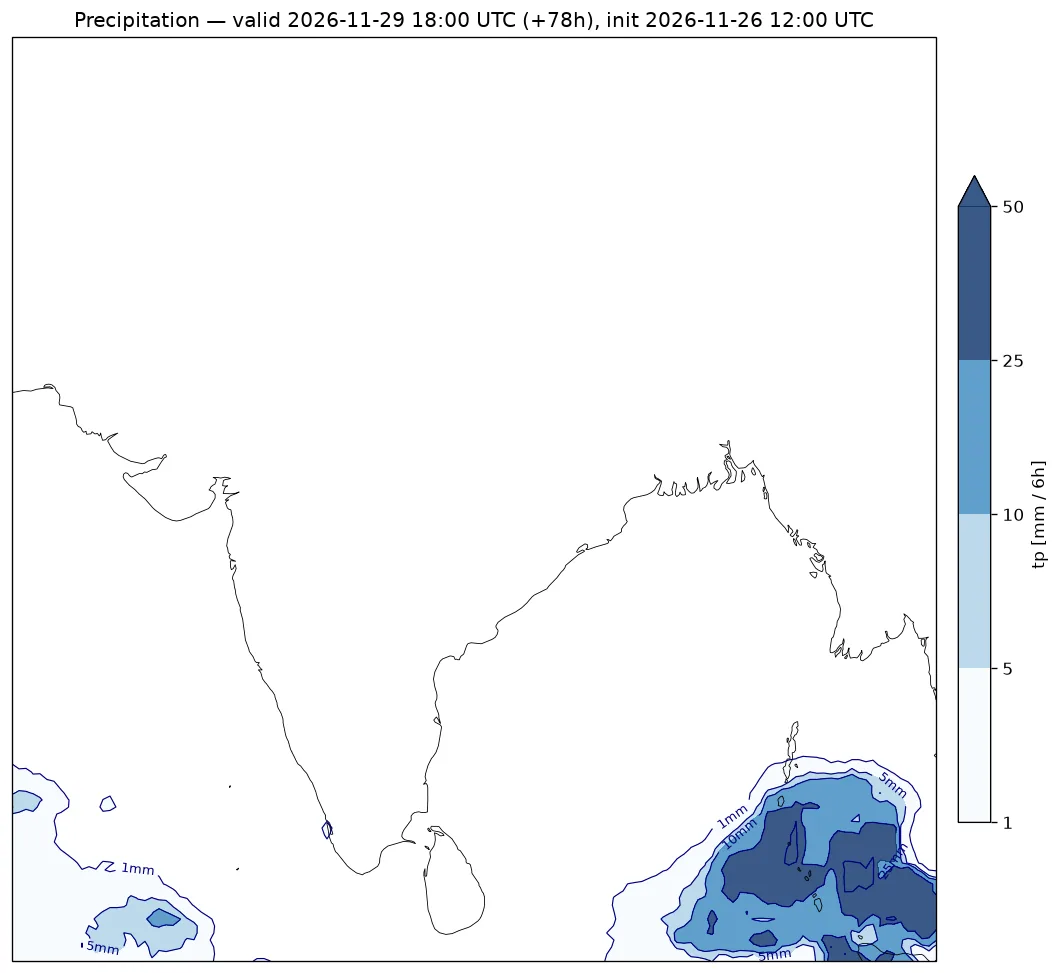 Precipitation — valid 2026-11-29 18:00 UTC (+78h), init 2026-11-26 12:00 UTC
50
25
10
5
1
tp [mm / 6h]
5mm
1mm
10mm
25mm
1mm
5mm
5mm